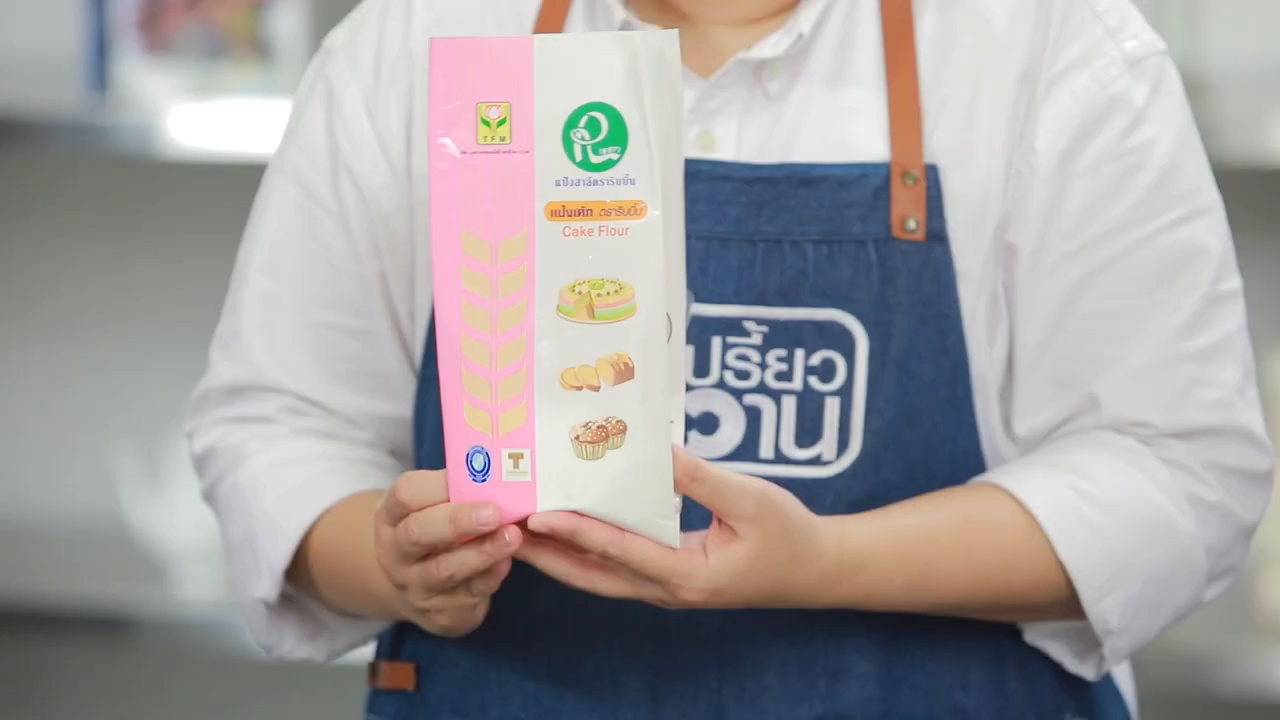 T F M
แป้งสาลีตราริบบิ้น
แป้งเค้ก ตราริบบิ้น
Cake Flour
เปรี้ยว
หวาน